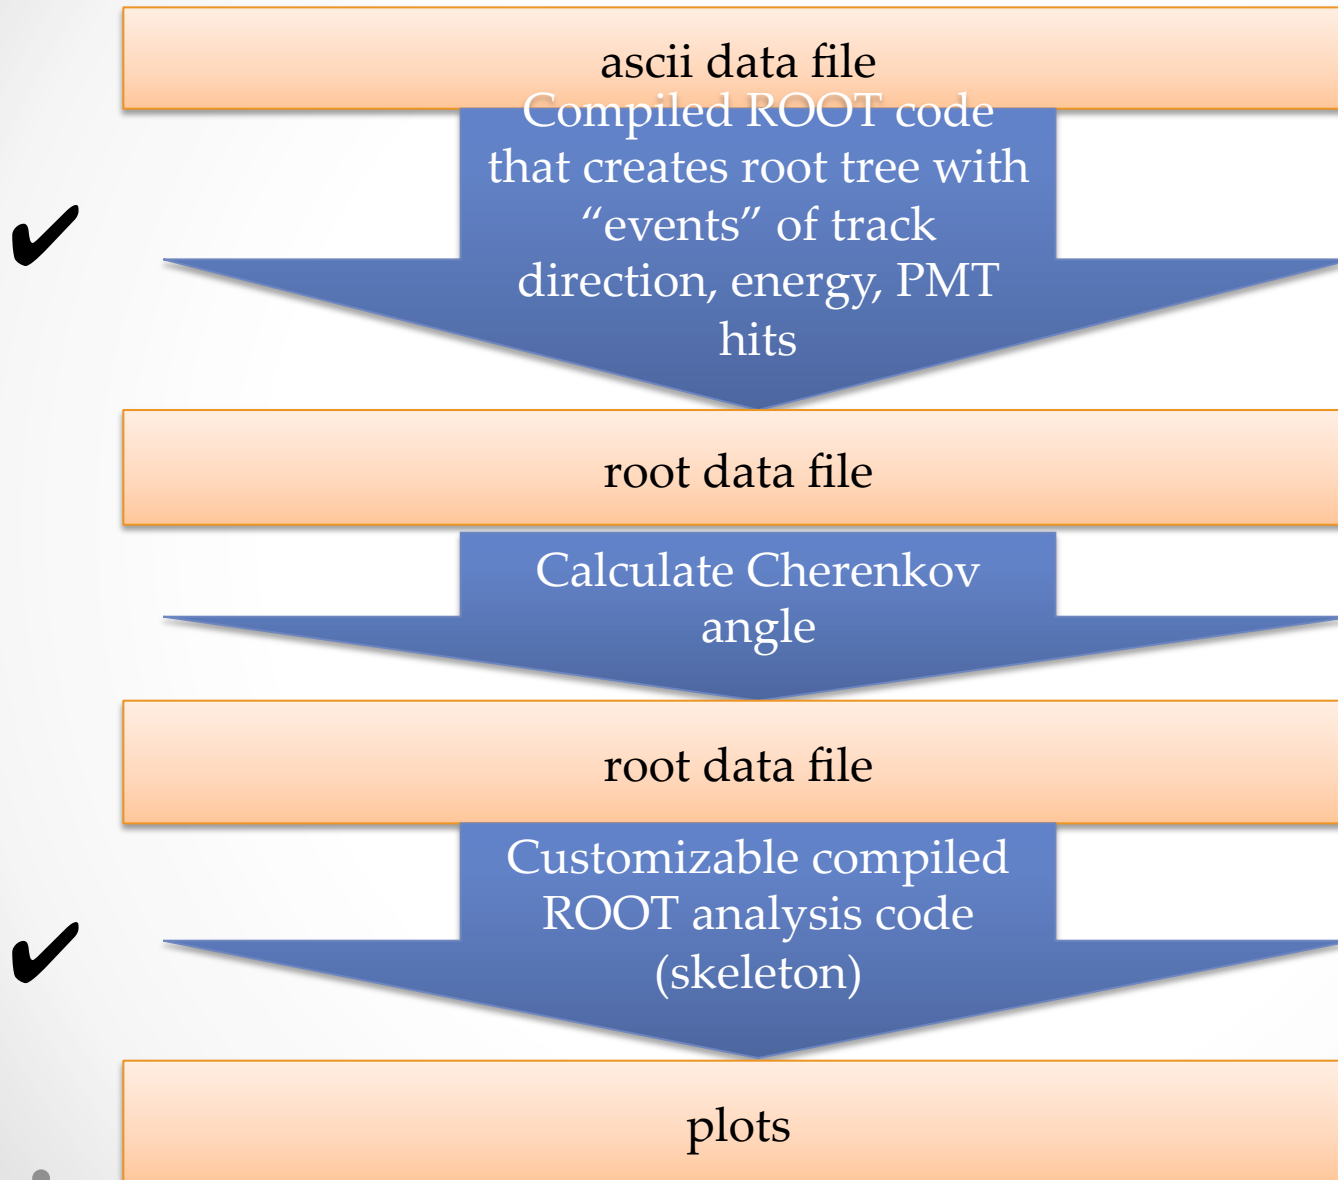 ascii data file
Compiled ROOT code
that creates root tree with
“events” of track
direction, energy, PMT
hits
✔
root data file
Calculate Cherenkov
angle
root data file
Customizable compiled
ROOT analysis code
(skeleton)
✔
plots